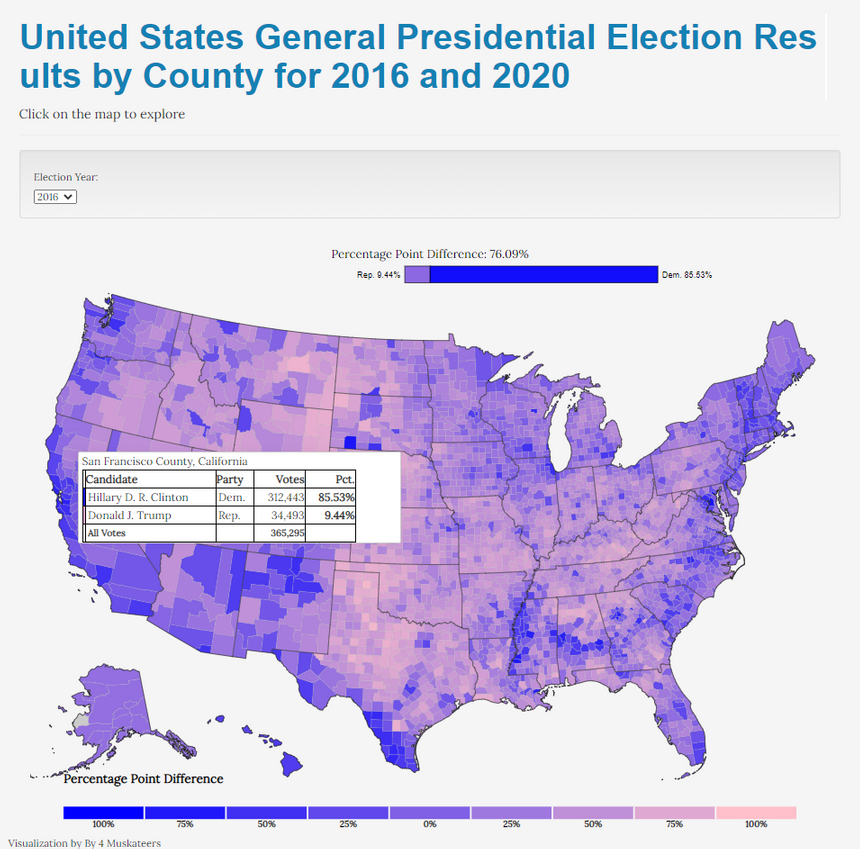 United States General Presidential Election Res
ults by County for 2016 and 2020
Click on the map to explore
Election Year:
2016
Percentage Point Difference: 76.09%
Rep. 9.44% Dem. 85.53%
San Francisco County, California
Candidate Party Votes Pct.
Hillary D. R. Clinton Dem. 312,443 85.53%
Donald J. Trump Rep. 34,493 9.44%
All Votes 365,295
Percentage Point Difference
100% 75% 50% 25% 0% 25% 50% 75% 100%
Visualization by By 4 Muskateers